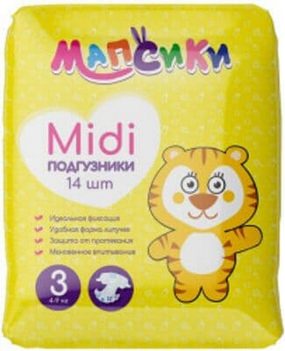 МАПСИКИ
Midi
ПОДГУЗНИКИ
14 шт
Идеальная фиксация
Удобная форма липучек
Защита от протекания
Мгновенное впитывание
3
4-9 кг